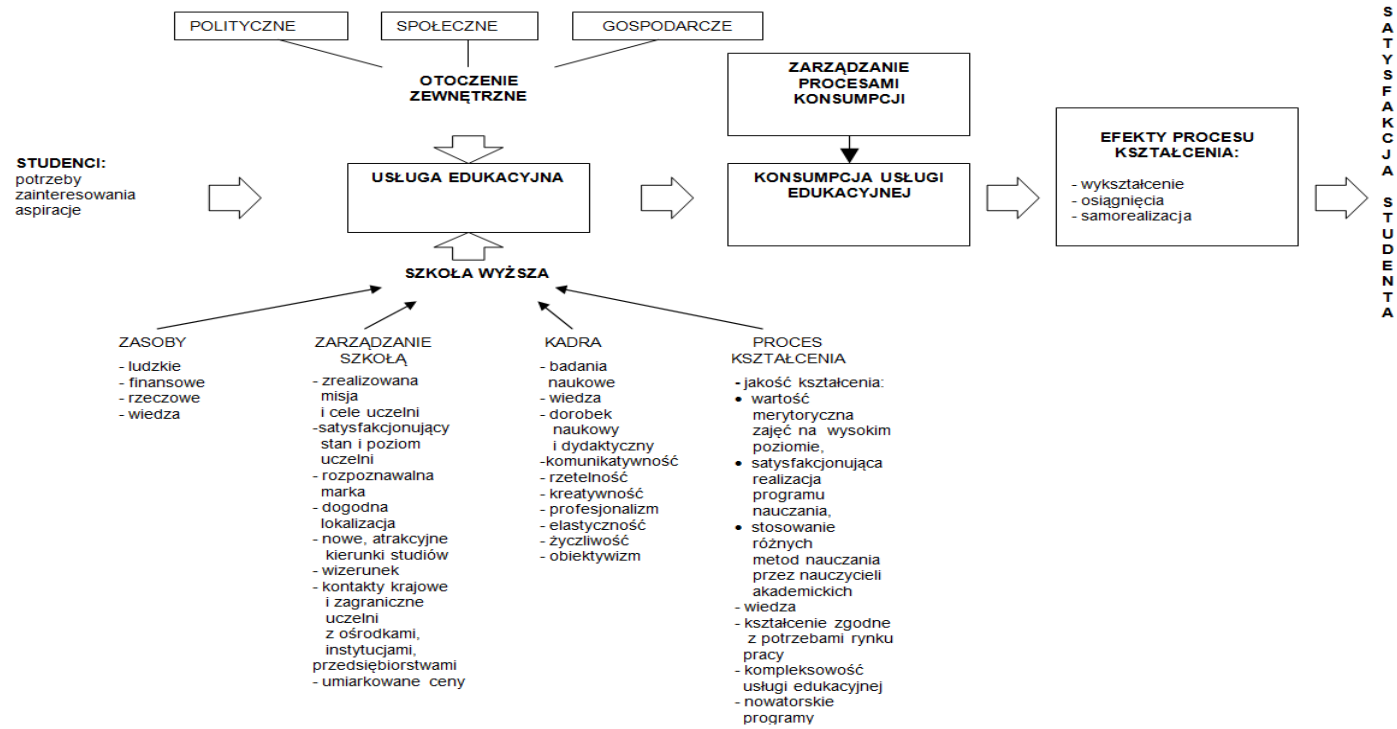 POLITYCZNE
SPOŁECZNE
GOSPODARCZE
OTOCZENIE
ZEWNĘTRZNE
ZARZĄDZANIE
PROCESAMI
KONSUMPCJI
STUDENCI:
potrzeby
zainteresowania
aspiracje
USŁUGA EDUKACYJNA
KONSUMPCJA USŁUGI
EDUKACYJNEJ
EFEKTY PROCESU
KSZTAŁCENIA:
- wykształcenie
- osiągnięcia
- samorealizacja
SATYSFAKCJA STUDENTA
SZKOŁA WYŻSZA
ZASOBY
- ludzkie
- finansowe
- rzeczowe
- wiedza
ZARZĄDZANIE
SZKOŁĄ
- zrealizowana
misja
i cele uczelni
-satysfakcjonujący
stan i poziom
uczelni
- rozpoznawalna
marka
- dogodna
lokalizacja
- nowe, atrakcyjne
kierunki studiów
- wizerunek
- kontakty krajowe
i zagraniczne
uczelni
z ośrodkami,
instytucjami,
przedsiębiorstwami
- umiarkowane ceny
KADRA
- badania
naukowe
- wiedza
- dorobek
naukowy
i dydaktyczny
-komunikatywność
- rzetelność
- kreatywność
- profesjonalizm
- elastyczność
- życzliwość
- obiektywizm
PROCES
KSZTAŁCENIA
- jakość kształcenia:
• wartość
merytoryczna
zajęć na wysokim
poziomie,
• satysfakcjonująca
realizacja
programu
nauczania,
• stosowanie
różnych
metod nauczania
przez nauczycieli
akademickich
- wiedza
- kształcenie zgodne
z potrzebami rynku
pracy
- kompleksowość
usługi edukacyjnej
- nowatorskie
programy